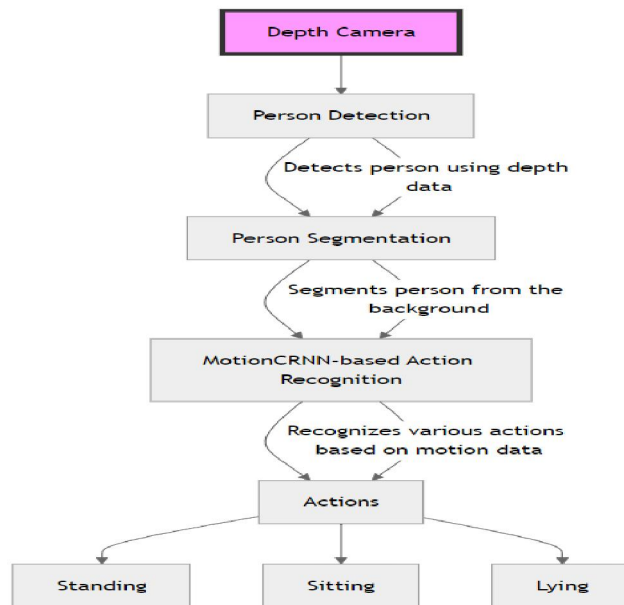 Depth Camera
Person Detection
Detects person using depth
data
Person Segmentation
Segments person from the
background
MotionCRNN-based Action
Recognition
Recognizes various actions
based on motion data
Actions
Standing
Sitting
Lying